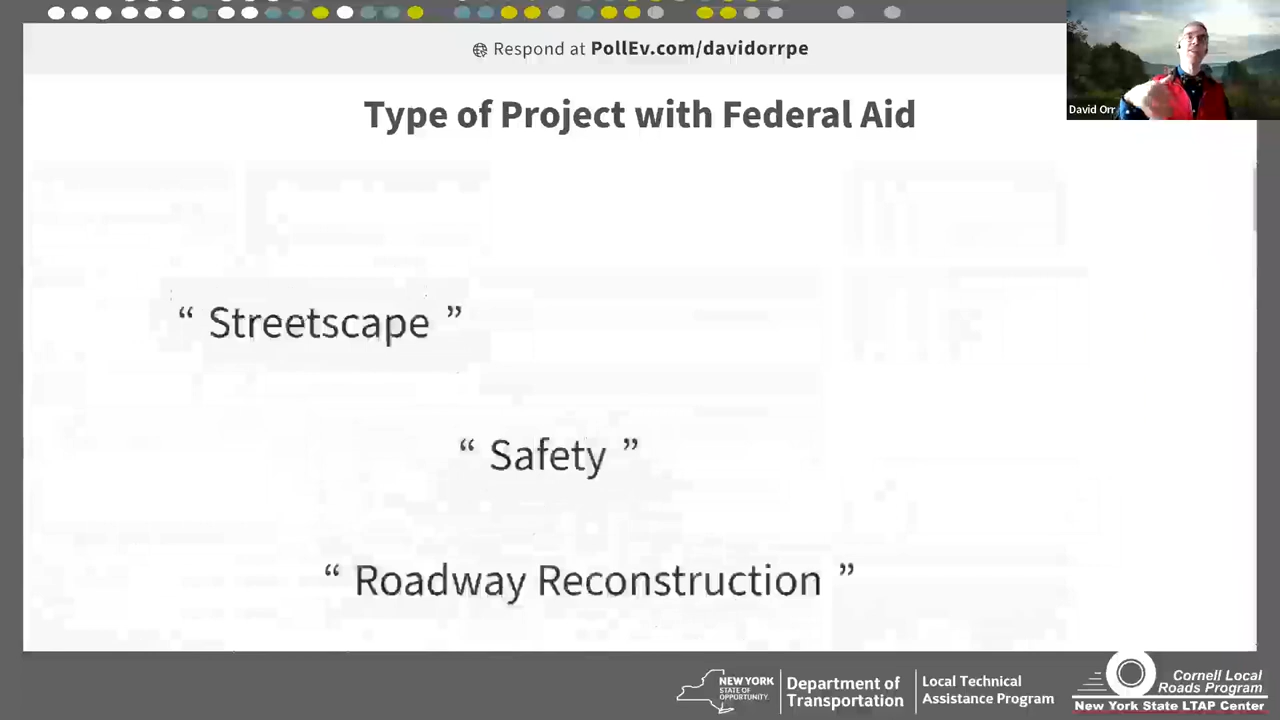 Respond at PollEv.com/davidorrpe
Type of Project with Federal Aid
David Orr
“ Streetscape ”
“ Safety ”
“ Roadway Reconstruction ”
NEW YORK
STATE OF
OPPORTUNITY.
Department of
Transportation
Local Technical
Assistance Program
Cornell Local
Roads Program
New York State LTAP Center